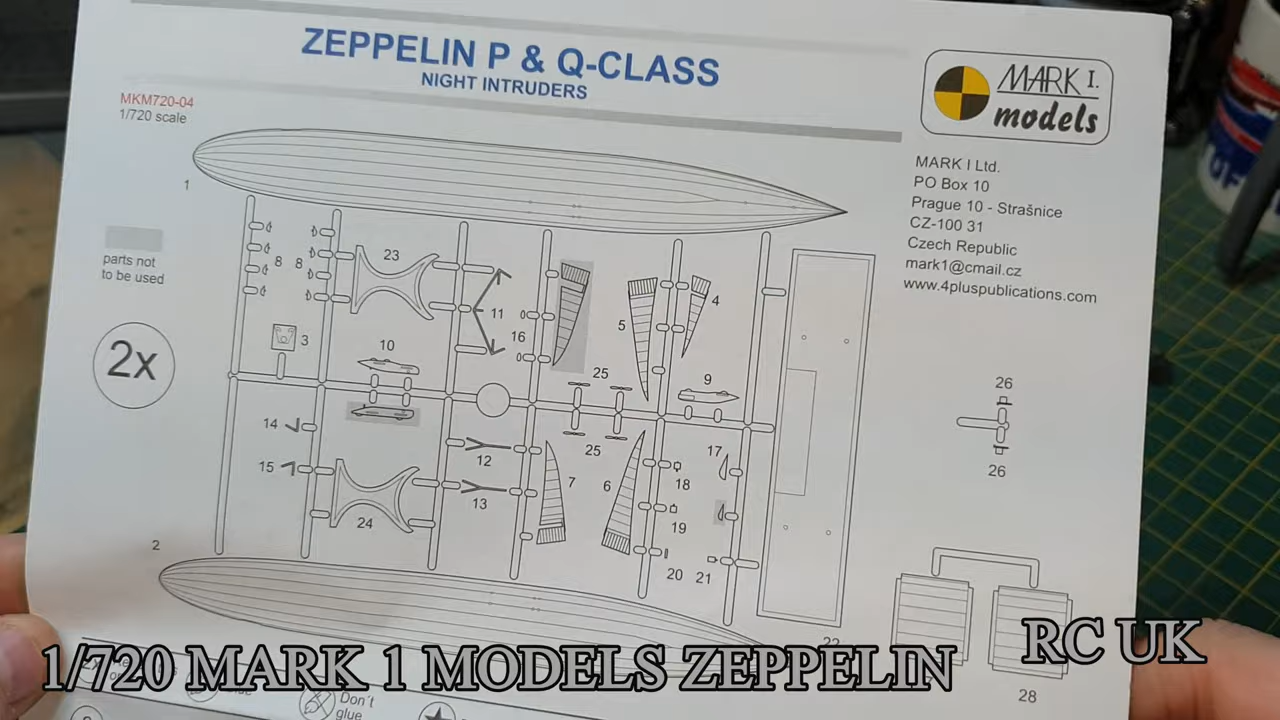 ZEPPELIN P & Q-CLASS
NIGHT INTRUDERS
MKM720-04
1/720 scale
MARK I.
models
MARK I Ltd.
PO Box 10
Prague 10 - Strašnice
CZ-100 31
Czech Republic
mark1@cmail.cz
www.4pluspublications.com
1
parts not
to be used
2x
8
8
23
11
16
5
4
3
10
25
9
26
14
12
25
17
15
13
7
6
18
26
24
19
2
20
21
22
28
Don´t
glue
1/720 MARK 1 MODELS ZEPPELIN
RC UK